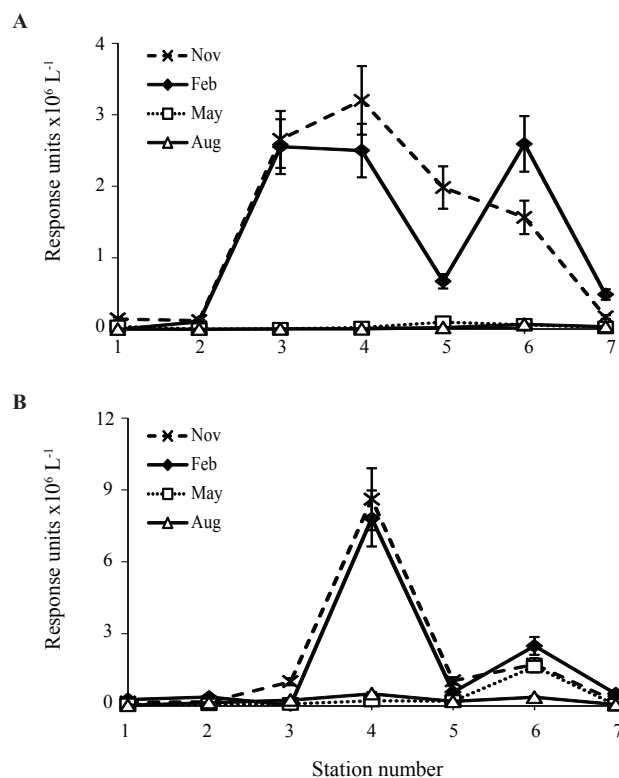 A
Response units x10⁶ L⁻¹
4
3
2
1
0
Nov
Feb
May
Aug
1 2 3 4 5 6 7
B
Response units x10⁶ L⁻¹
12
9
6
3
0
Nov
Feb
May
Aug
1 2 3 4 5 6 7
Station number